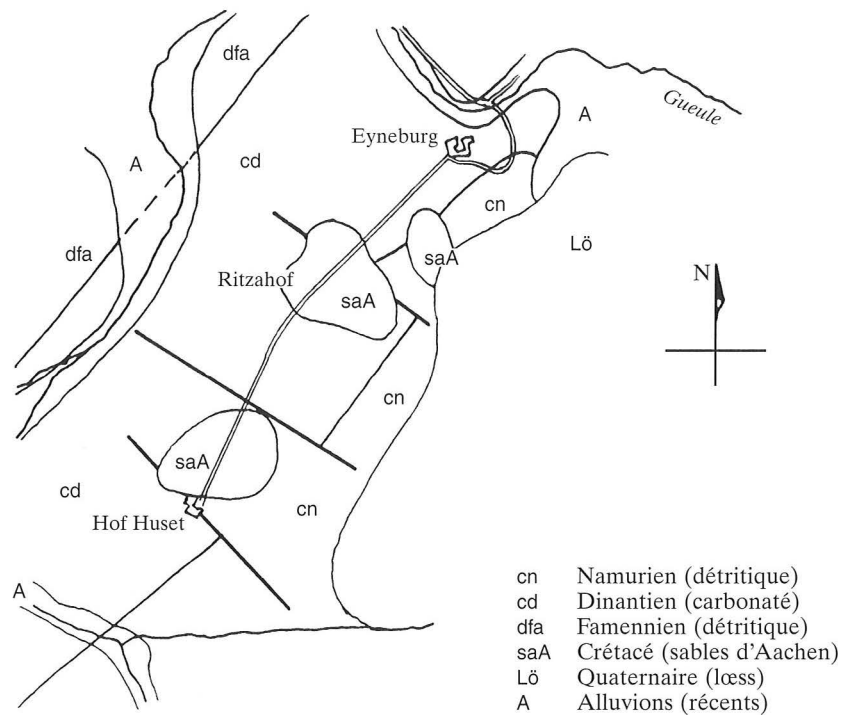 dfa
Gueule
A
Eyneburg
A
cd
cn
dfa
saA
Lö
Ritzahof
N
saA
cn
saA
cd
cn
Hof Huset
A
cn Namurien (détritique)
cd Dinantien (carbonaté)
dfa Famennien (détritique)
saA Crétacé (sables d'Aachen)
Lö Quaternaire (lœss)
A Alluvions (récents)